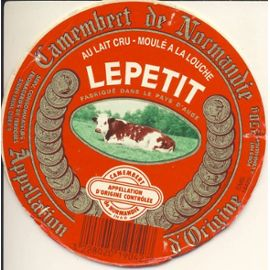 Camembert de Normandie
AU LAIT CRU - MOULÉ A LA LOUCHE
LEPETIT
FABRIQUÉ DANS LE PAYS D'AUGE
CAMEMBERT
APPELLATION
D'ORIGINE CONTRÔLÉE
de NORMANDIE
INAO
Appellation d'Origine